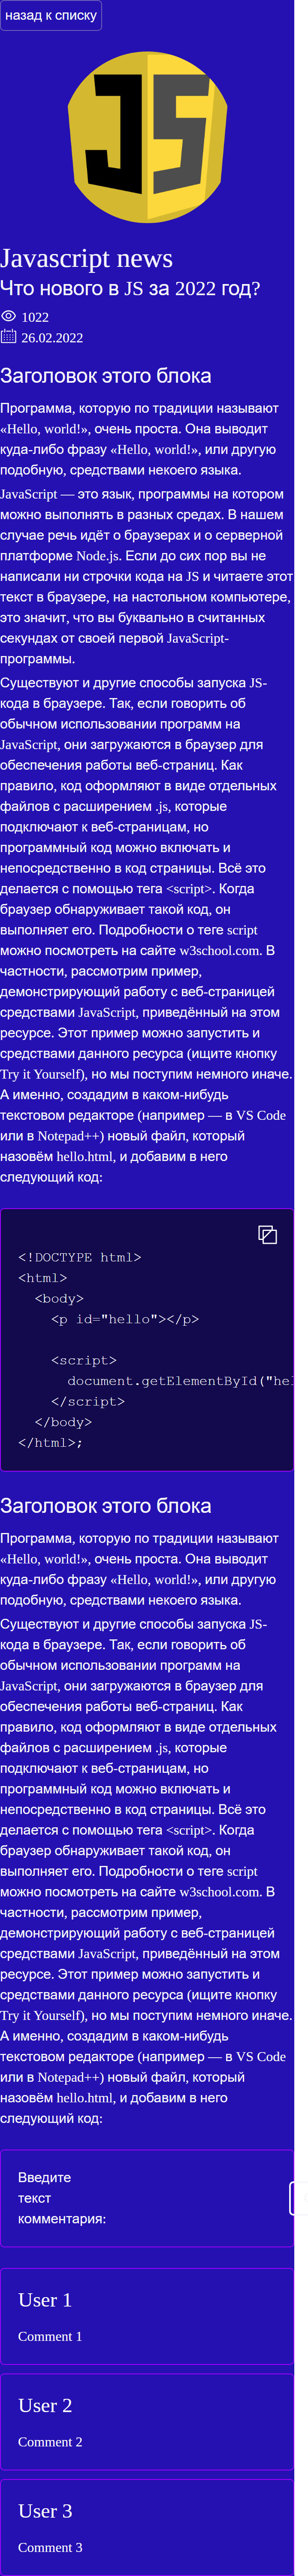 назад к списку
JS
Javascript news
Что нового в JS за 2022 год?
1022
26.02.2022
Заголовок этого блока
Программа, которую по традиции называют
«Hello, world!», очень проста. Она выводит
куда-либо фразу «Hello, world!», или другую
подобную, средствами некоего языка.
JavaScript — это язык, программы на котором
можно выполнять в разных средах. В нашем
случае речь идёт о браузерах и о серверной
платформе Node.js. Если до сих пор вы не
написали ни строчки кода на JS и читаете этот
текст в браузере, на настольном компьютере,
это значит, что вы буквально в считанных
секундах от своей первой JavaScript-
программы.
Существуют и другие способы запуска JS-
кода в браузере. Так, если говорить об
обычном использовании программ на
JavaScript, они загружаются в браузер для
обеспечения работы веб-страниц. Как
правило, код оформляют в виде отдельных
файлов с расширением .js, которые
подключают к веб-страницам, но
программный код можно включать и
непосредственно в код страницы. Всё это
делается с помощью тега <script>. Когда
браузер обнаруживает такой код, он
выполняет его. Подробности о теге script
можно посмотреть на сайте w3school.com. В
частности, рассмотрим пример,
демонстрирующий работу с веб-страницей
средствами JavaScript, приведённый на этом
ресурсе. Этот пример можно запустить и
средствами данного ресурса (ищите кнопку
Try it Yourself), но мы поступим немного иначе.
А именно, создадим в каком-нибудь
текстовом редакторе (например — в VS Code
или в Notepad++) новый файл, который
назовём hello.html, и добавим в него
следующий код:
<!DOCTYPE html>
<html>
<body>
<p id="hello"></p>
<script>
document.getElementById("hel
</script>
</body>
</html>;
Заголовок этого блока
Программа, которую по традиции называют
«Hello, world!», очень проста. Она выводит
куда-либо фразу «Hello, world!», или другую
подобную, средствами некоего языка.
Существуют и другие способы запуска JS-
кода в браузере. Так, если говорить об
обычном использовании программ на
JavaScript, они загружаются в браузер для
обеспечения работы веб-страниц. Как
правило, код оформляют в виде отдельных
файлов с расширением .js, которые
подключают к веб-страницам, но
программный код можно включать и
непосредственно в код страницы. Всё это
делается с помощью тега <script>. Когда
браузер обнаруживает такой код, он
выполняет его. Подробности о теге script
можно посмотреть на сайте w3school.com. В
частности, рассмотрим пример,
демонстрирующий работу с веб-страницей
средствами JavaScript, приведённый на этом
ресурсе. Этот пример можно запустить и
средствами данного ресурса (ищите кнопку
Try it Yourself), но мы поступим немного иначе.
А именно, создадим в каком-нибудь
текстовом редакторе (например — в VS Code
или в Notepad++) новый файл, который
назовём hello.html, и добавим в него
следующий код:
Введите
текст
комментария:
User 1
Comment 1
User 2
Comment 2
User 3
Comment 3